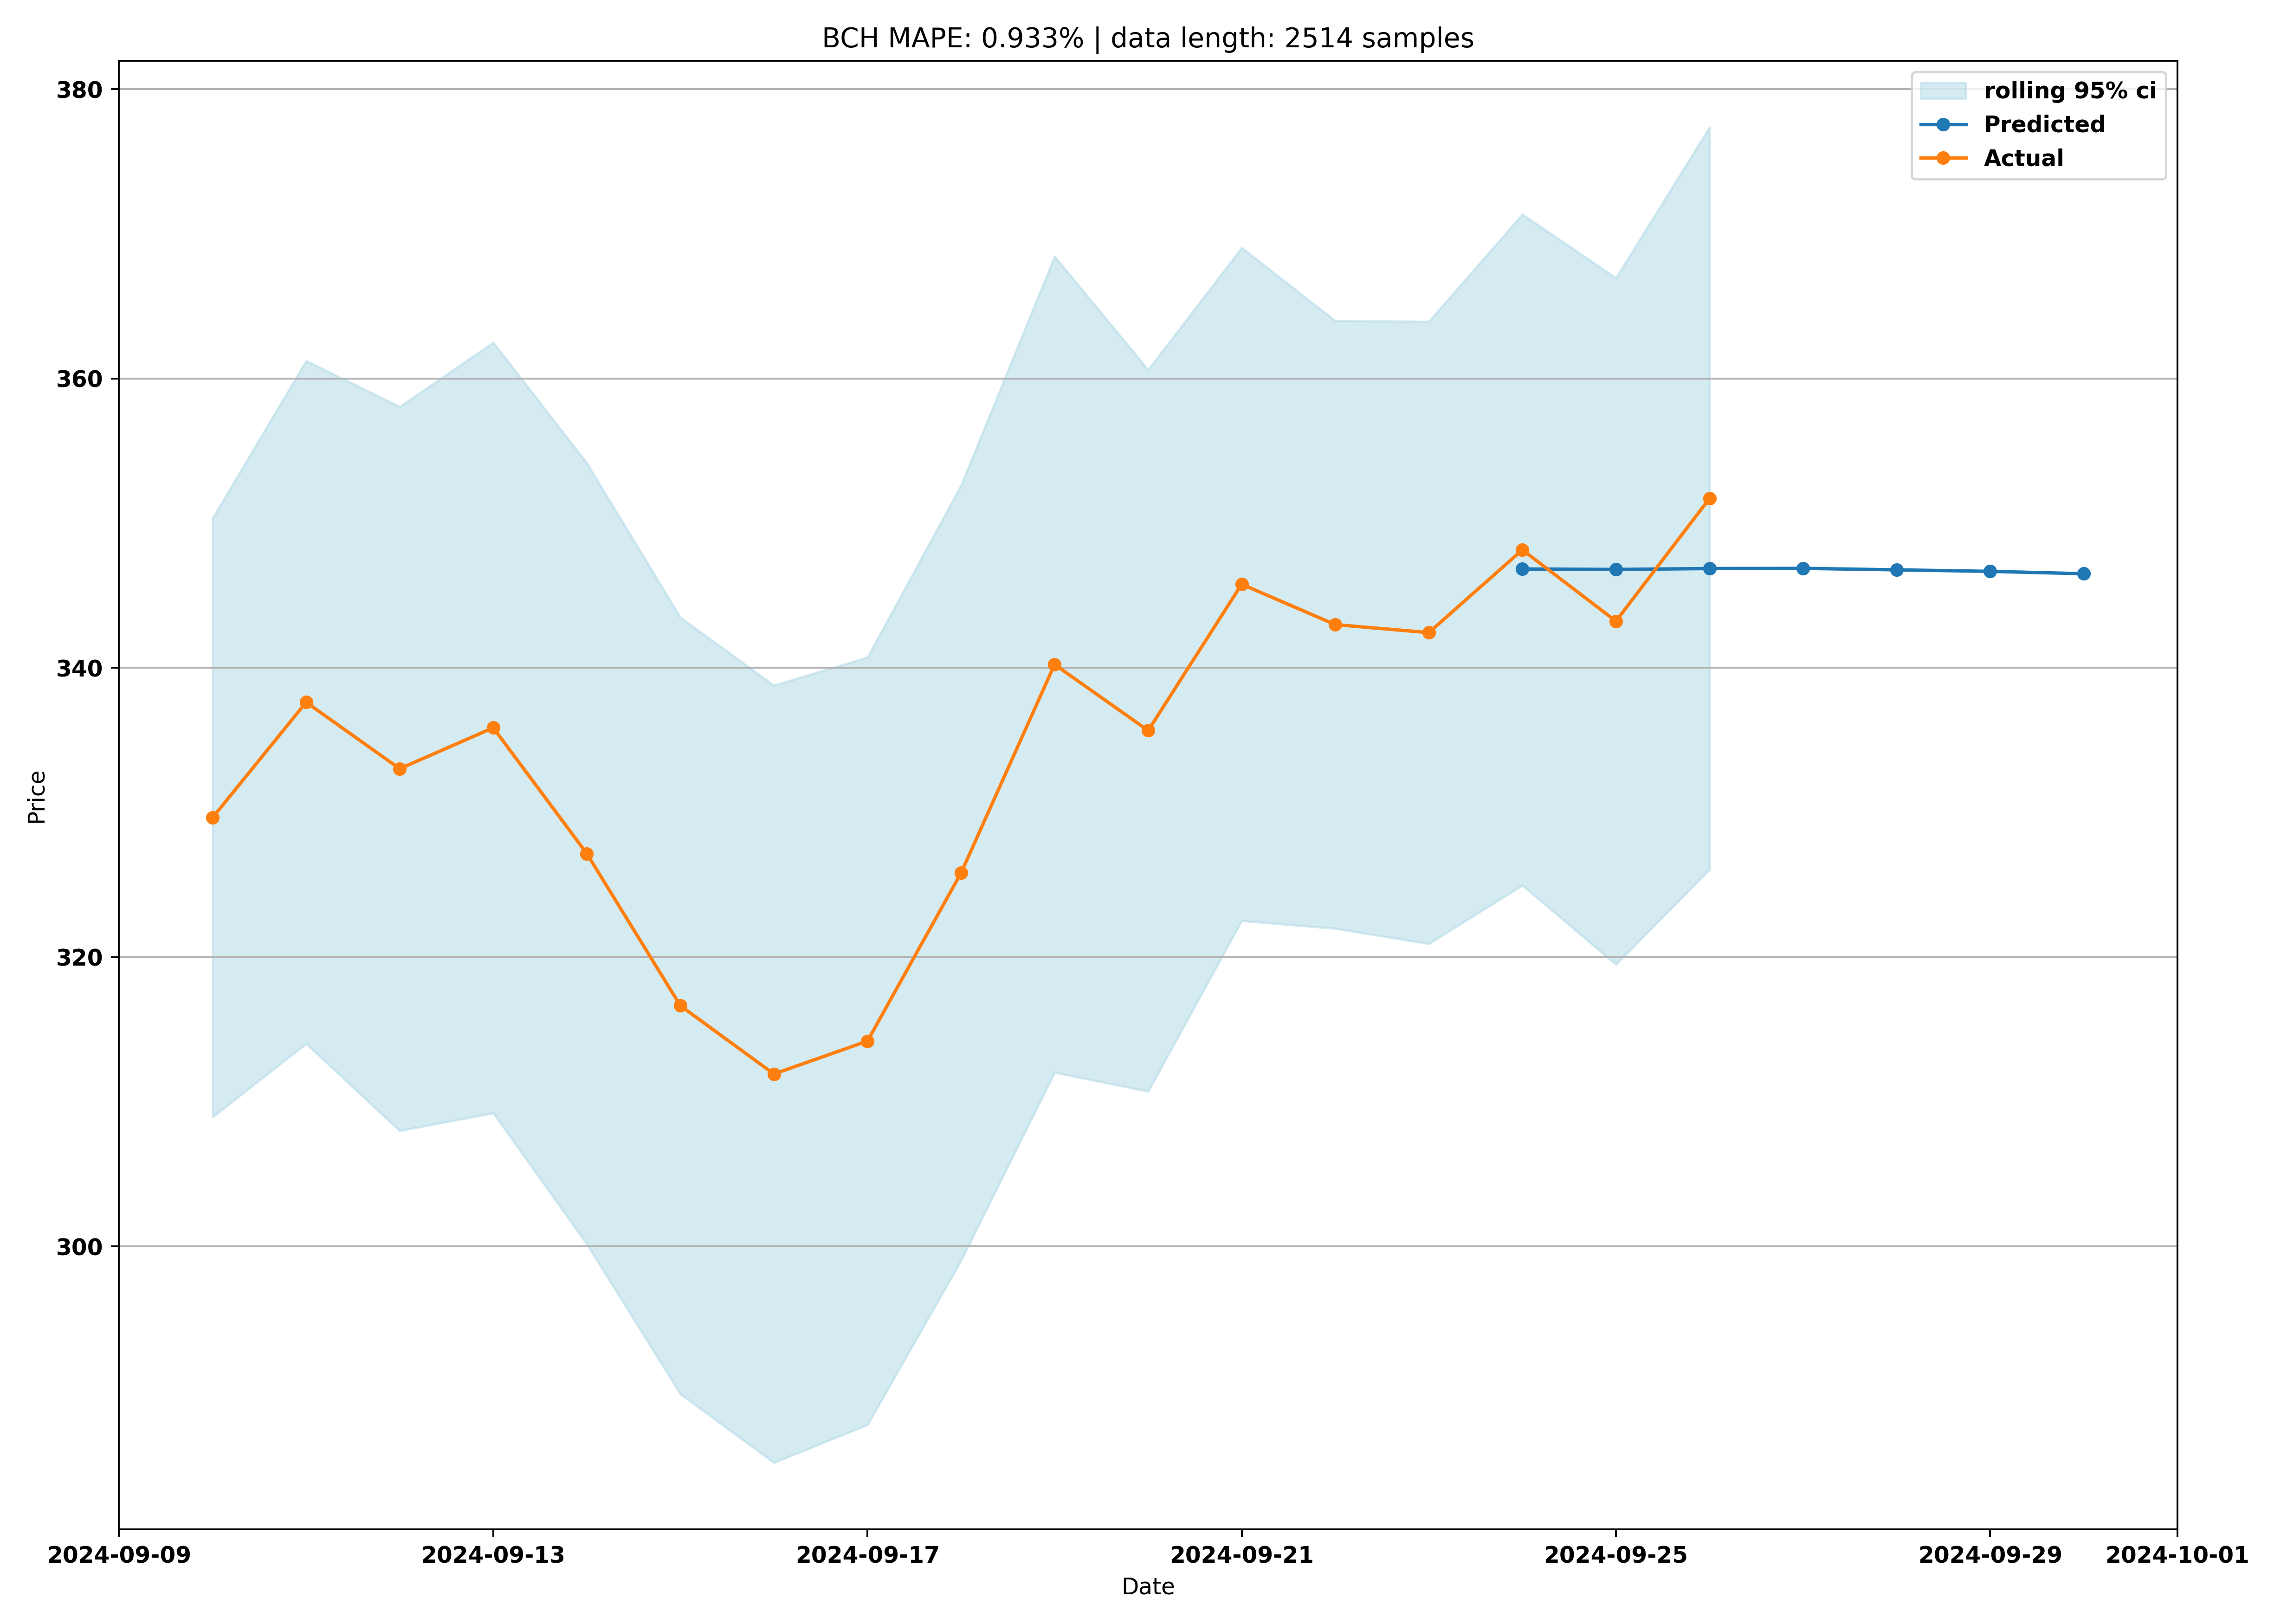 BCH MAPE: 0.933% | data length: 2514 samples
rolling 95% ci
Predicted
Actual
380
360
340
320
300
Price
2024-09-09
2024-09-13
2024-09-17
2024-09-21
2024-09-25
2024-09-29
2024-10-01
Date